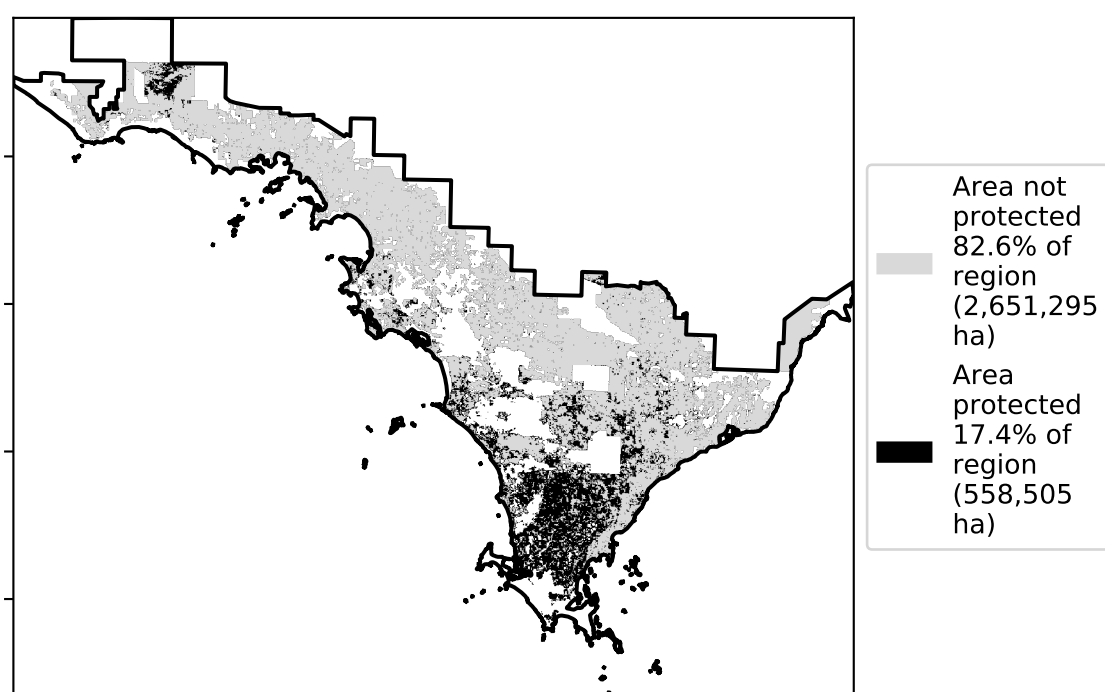 Area not
protected
82.6% of
region
(2,651,295
ha)
Area
protected
17.4% of
region
(558,505
ha)